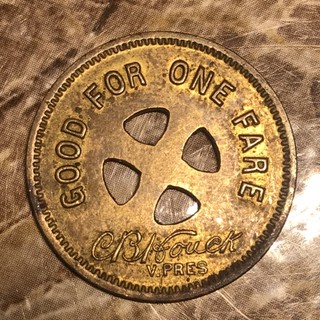 GOOD FOR ONE FARE
C B Houck
V. PRES